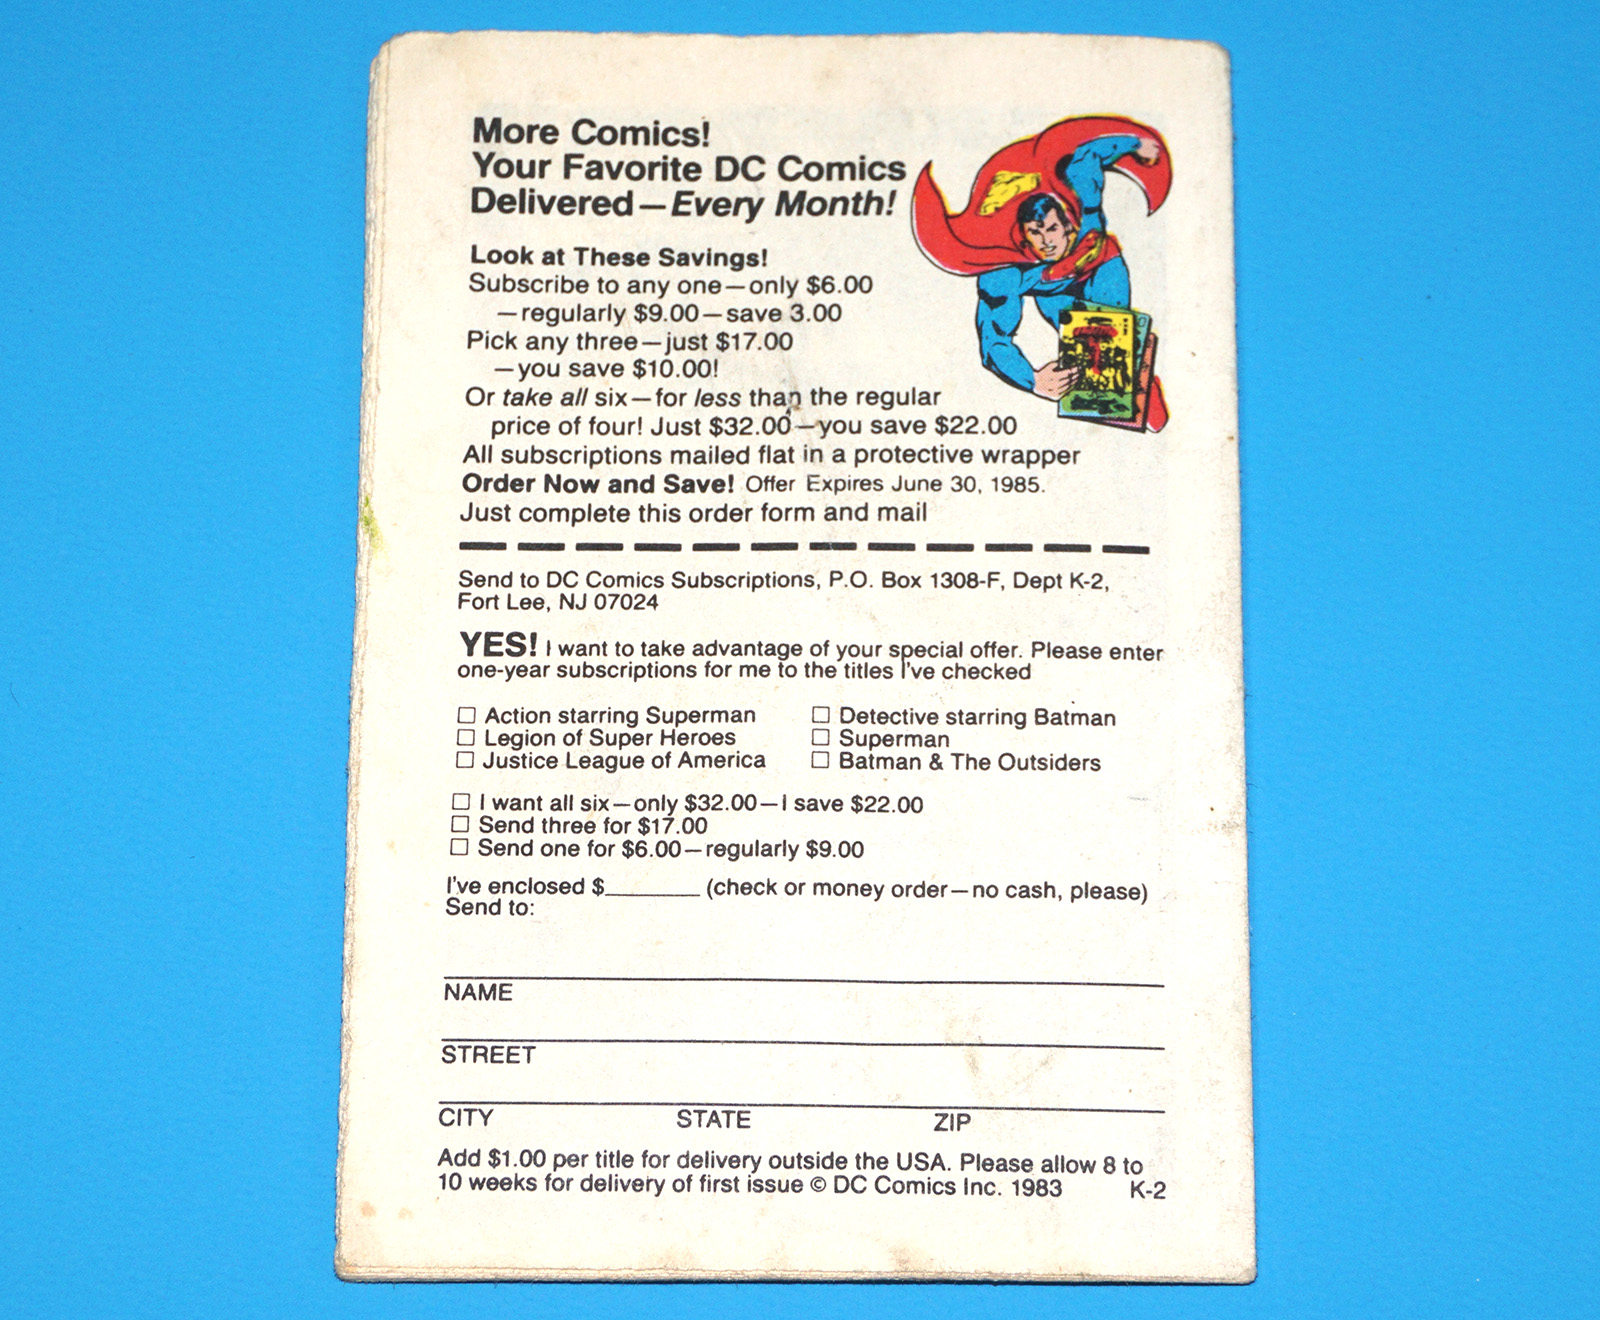 More Comics!
Your Favorite DC Comics
Delivered—Every Month!
Look at These Savings!
Subscribe to any one—only $6.00
—regularly $9.00—save 3.00
Pick any three—just $17.00
—you save $10.00!
Or take all six—for less than the regular
price of four! Just $32.00—you save $22.00
All subscriptions mailed flat in a protective wrapper
Order Now and Save! Offer Expires June 30, 1985.
Just complete this order form and mail
Send to DC Comics Subscriptions, P.O. Box 1308-F, Dept K-2,
Fort Lee, NJ 07024
YES! I want to take advantage of your special offer. Please enter
one-year subscriptions for me to the titles I've checked
☐ Action starring Superman ☐ Detective starring Batman
☐ Legion of Super Heroes ☐ Superman
☐ Justice League of America ☐ Batman & The Outsiders
☐ I want all six—only $32.00—I save $22.00
☐ Send three for $17.00
☐ Send one for $6.00—regularly $9.00
I've enclosed $________ (check or money order—no cash, please)
Send to:
NAME
STREET
CITY STATE ZIP
Add $1.00 per title for delivery outside the USA. Please allow 8 to
10 weeks for delivery of first issue © DC Comics Inc. 1983 K-2